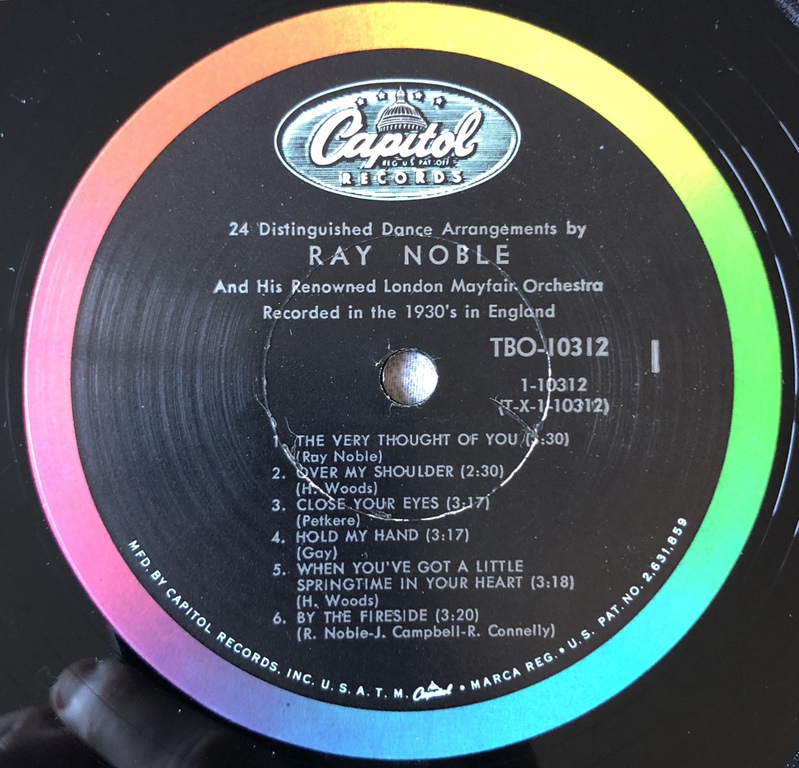 Capitol
REG. U.S. PAT. OFF.
RECORDS
24 Distinguished Dance Arrangements by
RAY NOBLE
And His Renowned London Mayfair Orchestra
Recorded in the 1930's in England
TBO-10312
1
1-10312
(T-X-1-10312)
1. THE VERY THOUGHT OF YOU (3:30)
(Ray Noble)
2. OVER MY SHOULDER (2:30)
(H. Woods)
3. CLOSE YOUR EYES (3:17)
(Petkere)
4. HOLD MY HAND (3:17)
(Gay)
5. WHEN YOU'VE GOT A LITTLE
SPRINGTIME IN YOUR HEART (3:18)
(H. Woods)
6. BY THE FIRESIDE (3:20)
(R. Noble-J. Campbell-R. Connelly)
MFD. BY CAPITOL RECORDS, INC. U. S. A. T. M. Capitol • MARCA REG. • U. S. PAT. NO. 2,631,859